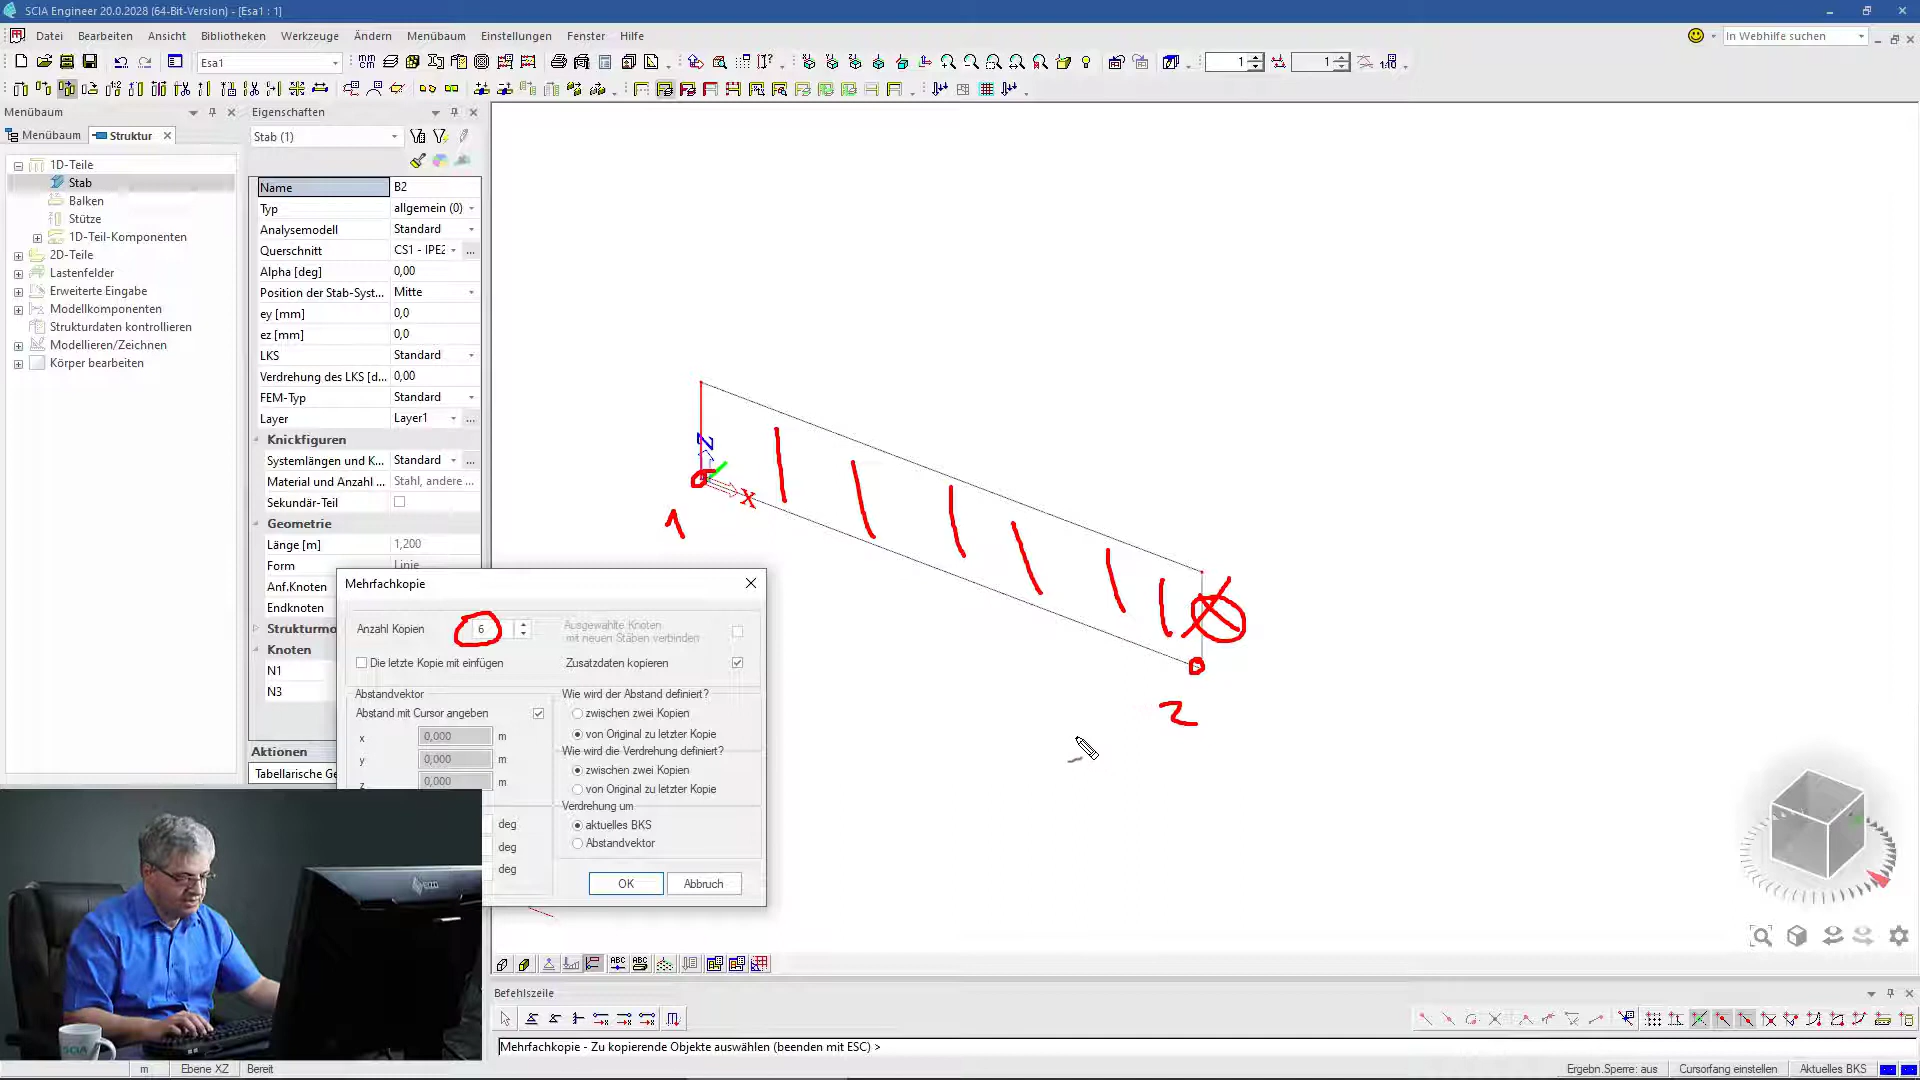 SCIA Engineer 20.0.2028 (64-Bit-Version) - [Esa1 : 1]
Datei Bearbeiten Ansicht Bibliotheken Werkzeuge Ändern Menübaum Einstellungen Fenster Hilfe
In Webhilfe suchen
Esa1
1
1
Menübaum
Menübaum
Struktur
1D-Teile
Stab
Balken
Stütze
1D-Teil-Komponenten
2D-Teile
Lastenfelder
Erweiterte Eingabe
Modellkomponenten
Strukturdaten kontrollieren
Modellieren/Zeichnen
Körper bearbeiten
Eigenschaften
Stab (1)
Name B2
Typ allgemein (0)
Analysemodell Standard
Querschnitt CS1 - IPE2
Alpha [deg] 0,00
Position der Stab-Syst... Mitte
ey [mm] 0,0
ez [mm] 0,0
LKS Standard
Verdrehung des LKS [d... 0,00
FEM-Typ Standard
Layer Layer1
Knickfiguren
Systemlängen und K... Standard
Material und Anzahl ... Stahl, andere ...
Sekundär-Teil
Geometrie
Länge [m] 1,200
Form Linie
Anf.Knoten
Endknoten
Strukturmo
Knoten
N1
N3
Aktionen
Tabellarische Ge
Z
X
1
2
Mehrfachkopie
Anzahl Kopien 6
Ausgewählte Knoten
mit neuen Stäben verbinden
Die letzte Kopie mit einfügen
Zusatzdaten kopieren
Abstandvektor
Abstand mit Cursor angeben
x 0,000 m
y 0,000 m
z 0,000 m
deg
deg
deg
Wie wird der Abstand definiert?
zwischen zwei Kopien
von Original zu letzter Kopie
Wie wird die Verdrehung definiert?
zwischen zwei Kopien
von Original zu letzter Kopie
Verdrehung um
aktuelles BKS
Abstandvektor
OK Abbruch
SCIA
Befehlszeile
Mehrfachkopie - Zu kopierende Objekte auswählen (beenden mit ESC) >
m Ebene XZ Bereit
Ergebn.Sperre: aus Cursorfang einstellen Aktuelles BKS